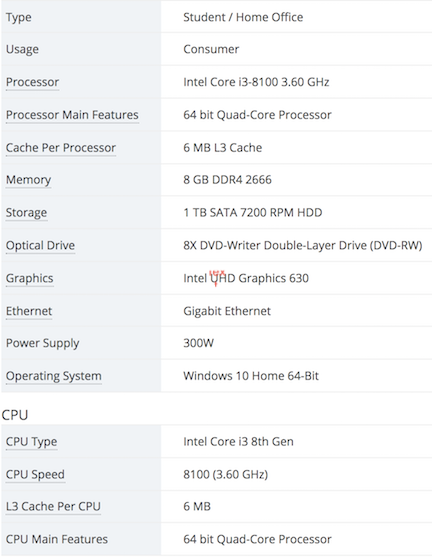 Type Student / Home Office
Usage Consumer
Processor Intel Core i3-8100 3.60 GHz
Processor Main Features 64 bit Quad-Core Processor
Cache Per Processor 6 MB L3 Cache
Memory 8 GB DDR4 2666
Storage 1 TB SATA 7200 RPM HDD
Optical Drive 8X DVD-Writer Double-Layer Drive (DVD-RW)
Graphics Intel UHD Graphics 630
Ethernet Gigabit Ethernet
Power Supply 300W
Operating System Windows 10 Home 64-Bit
CPU
CPU Type Intel Core i3 8th Gen
CPU Speed 8100 (3.60 GHz)
L3 Cache Per CPU 6 MB
CPU Main Features 64 bit Quad-Core Processor